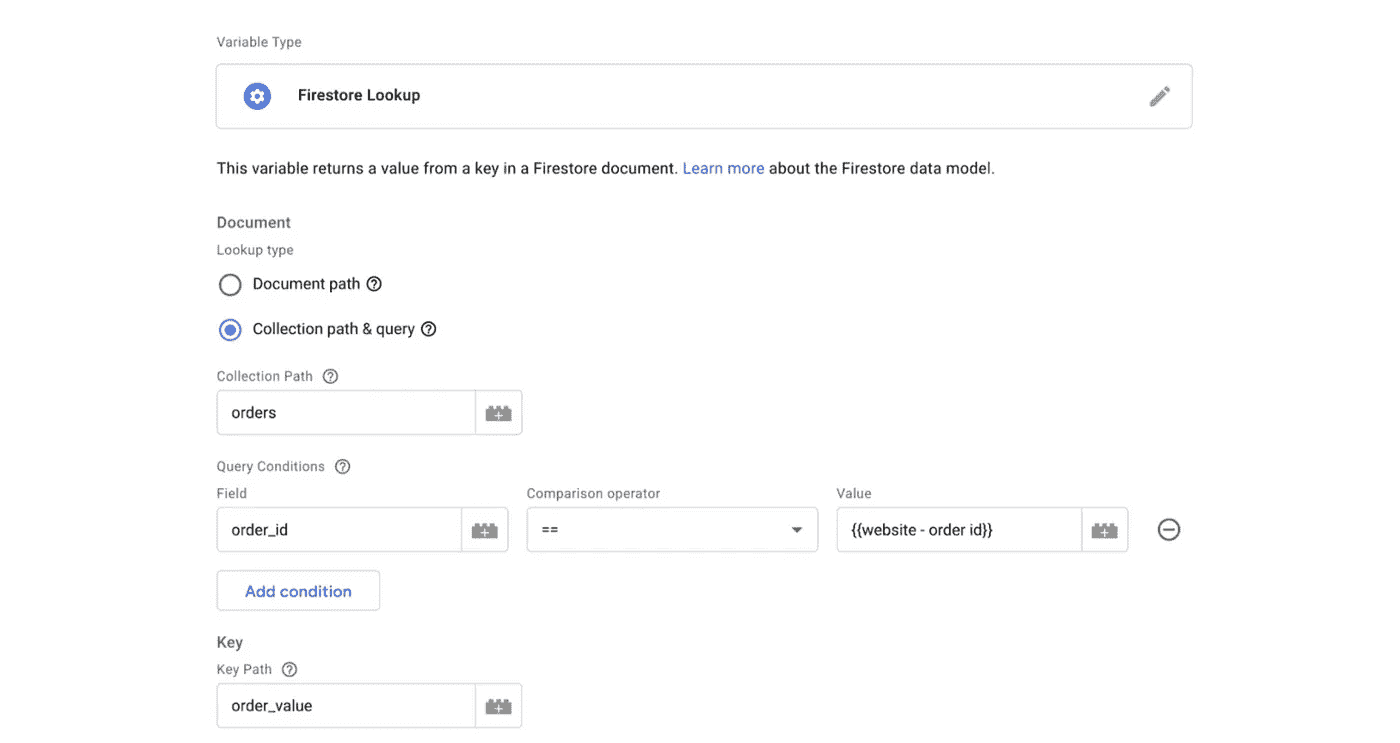 Variable Type
Firestore Lookup
This variable returns a value from a key in a Firestore document. Learn more about the Firestore data model.
Document
Lookup type
Document path
Collection path & query
Collection Path
orders
Query Conditions
Field Comparison operator Value
order_id == {{website - order id}}
Add condition
Key
Key Path
order_value